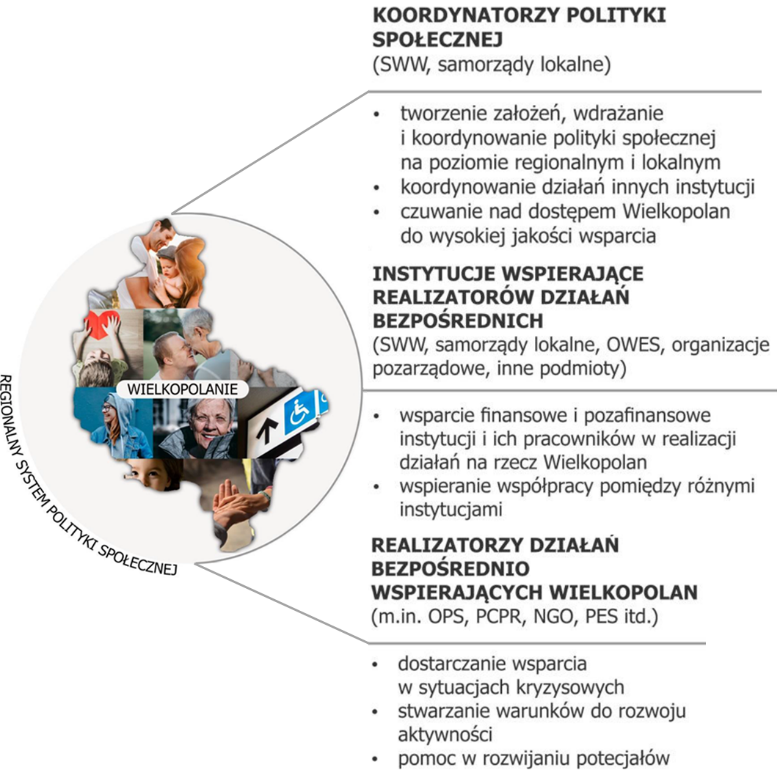 KOORDYNATORZY POLITYKI
SPOŁECZNEJ
(SWW, samorządy lokalne)
• tworzenie założeń, wdrażanie
i koordynowanie polityki społecznej
na poziomie regionalnym i lokalnym
• koordynowanie działań innych instytucji
• czuwanie nad dostępem Wielkopolan
do wysokiej jakości wsparcia
INSTYTUCJE WSPIERAJĄCE
REALIZATORÓW DZIAŁAŃ
BEZPOŚREDNICH
(SWW, samorządy lokalne, OWES, organizacje
pozarządowe, inne podmioty)
• wsparcie finansowe i pozafinansowe
instytucji i ich pracowników w realizacji
działań na rzecz Wielkopolan
• wspieranie współpracy pomiędzy różnymi
instytucjami
REALIZATORZY DZIAŁAŃ
BEZPOŚREDNIO
WSPIERAJĄCYCH WIELKOPOLAN
(m.in. OPS, PCPR, NGO, PES itd.)
• dostarczanie wsparcia
w sytuacjach kryzysowych
• stwarzanie warunków do rozwoju
aktywności
• pomoc w rozwijaniu potecjałów
WIELKOPOLANIE
REGIONALNY SYSTEM POLITYKI SPOŁECZNEJ